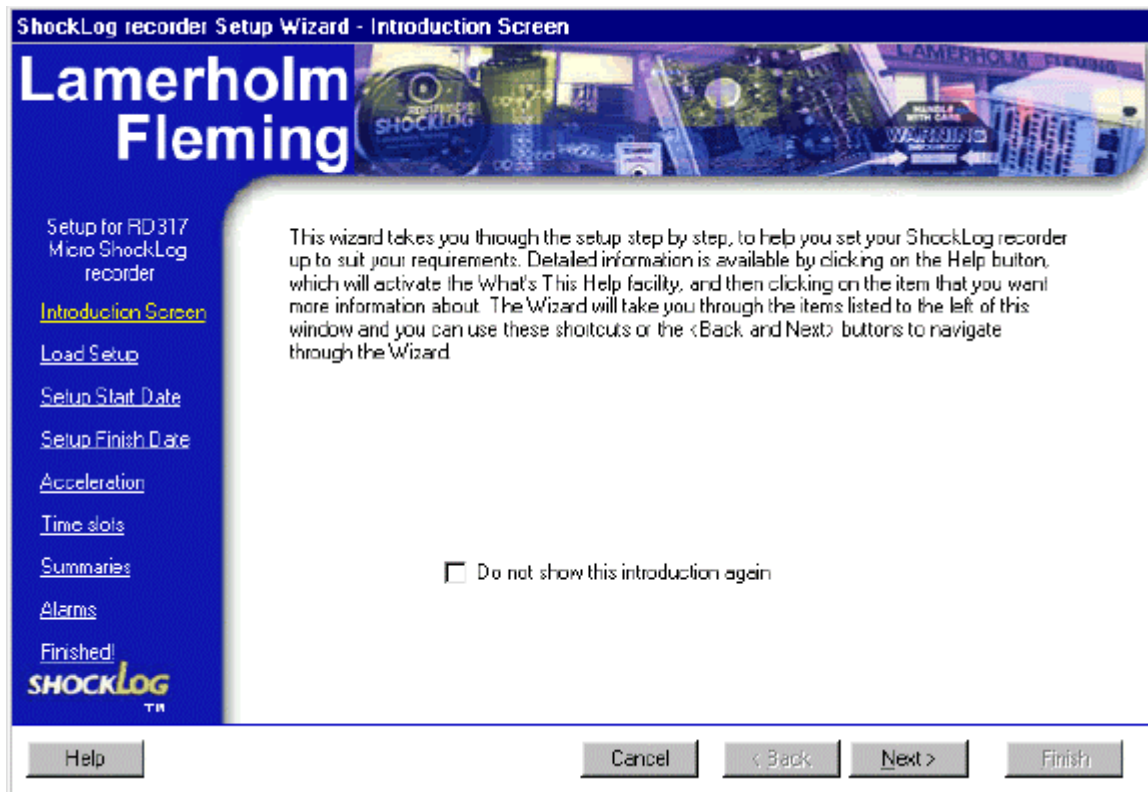 ShockLog recorder Setup Wizard - Introduction Screen
Lamerholm
Fleming
SHOCKLOG
LAMERHOLM FLEMING
HANDLE
WITH CARE
WARNING
Setup for RD317
Micro ShockLog
recorder
Introduction Screen
Load Setup
Setup Start Date
Setup Finish Date
Acceleration
Time slots
Summaries
Alarms
Finished!
SHOCKLOG
TM
This wizard takes you through the setup step by step, to help you set your ShockLog recorder
up to suit your requirements. Detailed information is available by clicking on the Help button,
which will activate the What's This Help facility, and then clicking on the item that you want
more information about. The Wizard will take you through the items listed to the left of this
window and you can use these shortcuts or the <Back and Next> buttons to navigate
through the Wizard.
Do not show this introduction again
Help
Cancel
< Back
Next >
Finish